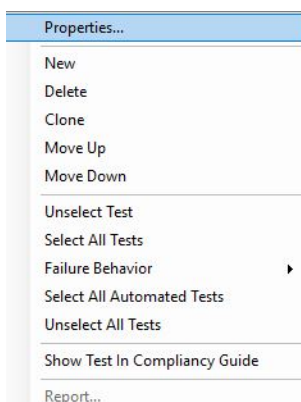 Properties...
New
Delete
Clone
Move Up
Move Down
Unselect Test
Select All Tests
Failure Behavior
Select All Automated Tests
Unselect All Tests
Show Test In Compliancy Guide
Report...